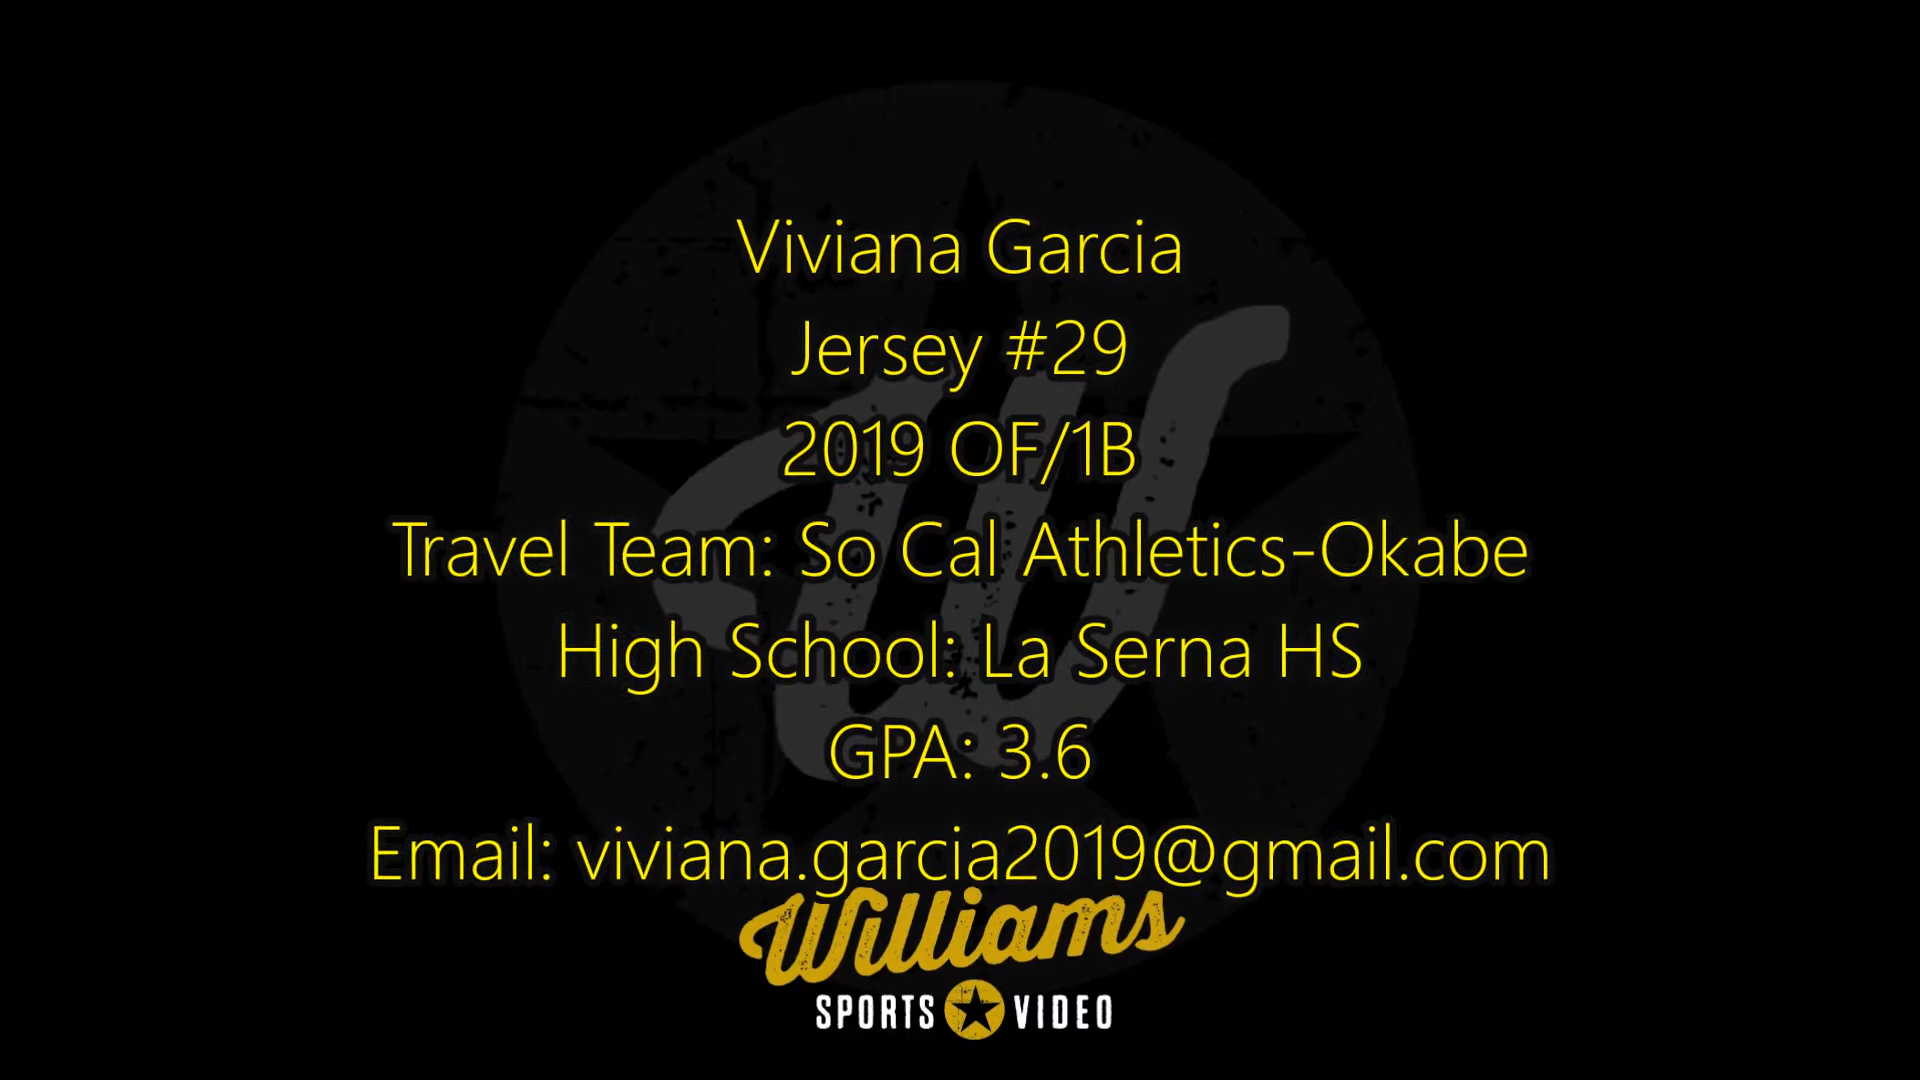 Viviana Garcia
Jersey #29
2019 OF/1B
Travel Team: So Cal Athletics-Okabe
High School: La Serna HS
GPA: 3.6
Email: viviana.garcia2019@gmail.com
Williams
SPORTS VIDEO